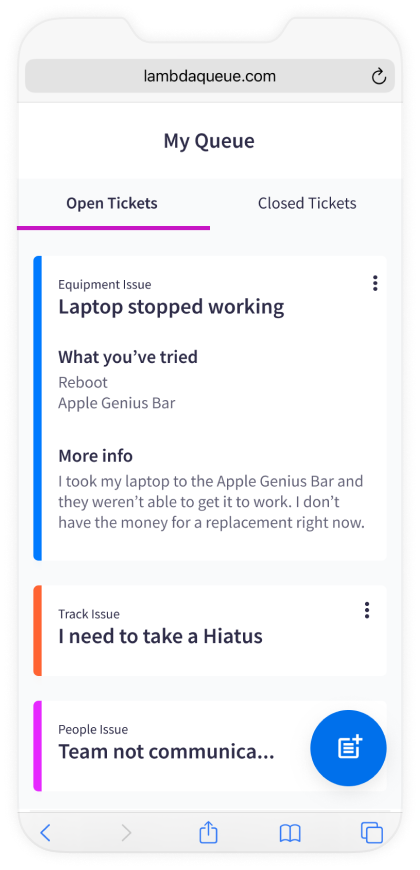 lambdaqueue.com
My Queue
Open Tickets
Closed Tickets
Equipment Issue
Laptop stopped working
What you’ve tried
Reboot
Apple Genius Bar
More info
I took my laptop to the Apple Genius Bar and
they weren’t able to get it to work. I don’t
have the money for a replacement right now.
Track Issue
I need to take a Hiatus
People Issue
Team not communica...